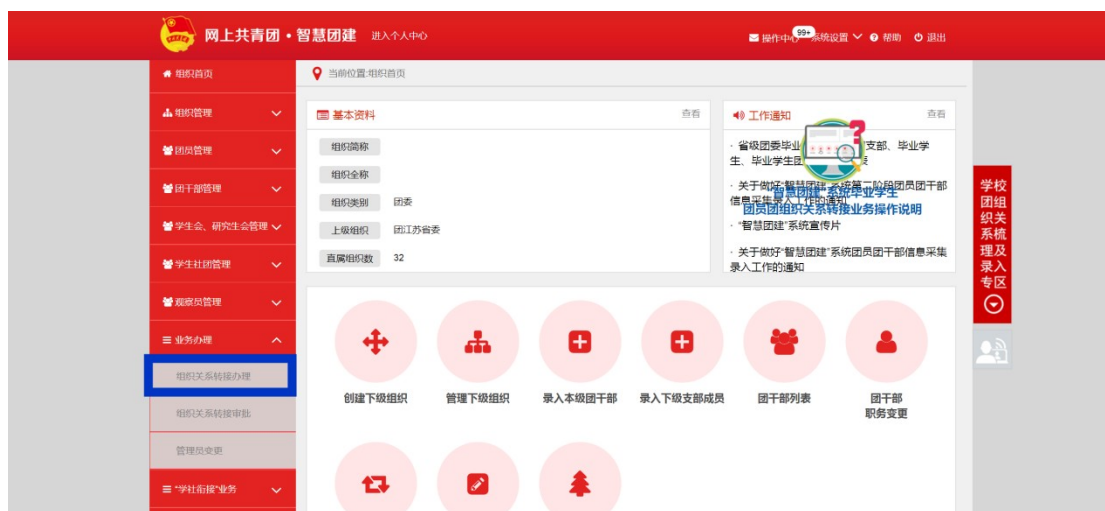 网上共青团·智慧团建 进入个人中心
操作中心 99+ 系统设置 帮助 退出
组织首页
组织管理
团员管理
团干部管理
学生会、研究生会管理
学生社团管理
观察员管理
业务办理
组织关系转接办理
组织关系转接审批
管理员变更
"学社衔接"业务
当前位置:组织首页
基本资料 查看
组织简称
组织全称
组织类别 团委
上级组织 团江苏省委
直属组织数 32
工作通知 查看
· 省级团委毕业 支部、毕业学
生、毕业学生团
· 关于做好"智慧团建"系统第二阶段团员团干部
信息采集录入工作的通知
智慧团建"系统毕业学生
团员团组织关系转接业务操作说明
· "智慧团建"系统宣传片
· 关于做好"智慧团建"系统团员团干部信息采集
录入工作的通知
创建下级组织 管理下级组织 录入本级团干部 录入下级支部成员 团干部列表 团干部
职务变更
学校
团组
织关
系梳
理及
录入
专区